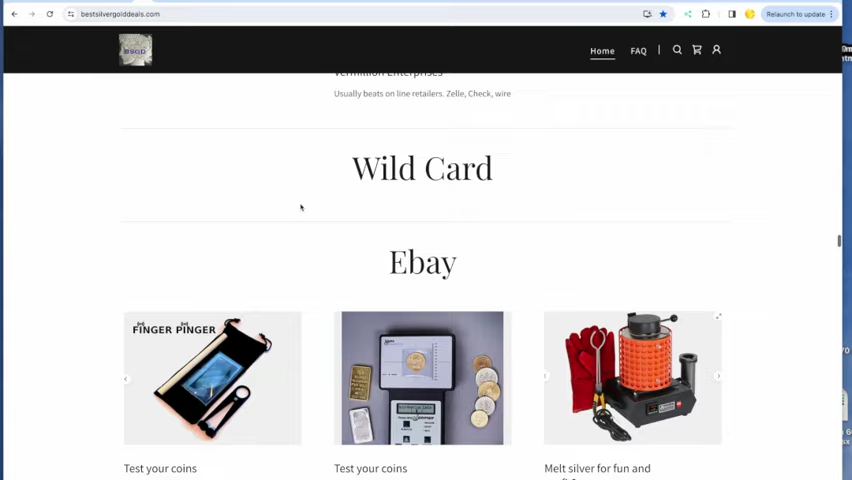 bestsilvergolddeals.com
Relaunch to update
BSGD
Home
FAQ
Vermillion Enterprises
Usually beats on line retailers. Zelle, Check, wire
Wild Card
Ebay
FINGER PINGER
Test your coins
Test your coins
Melt silver for fun and